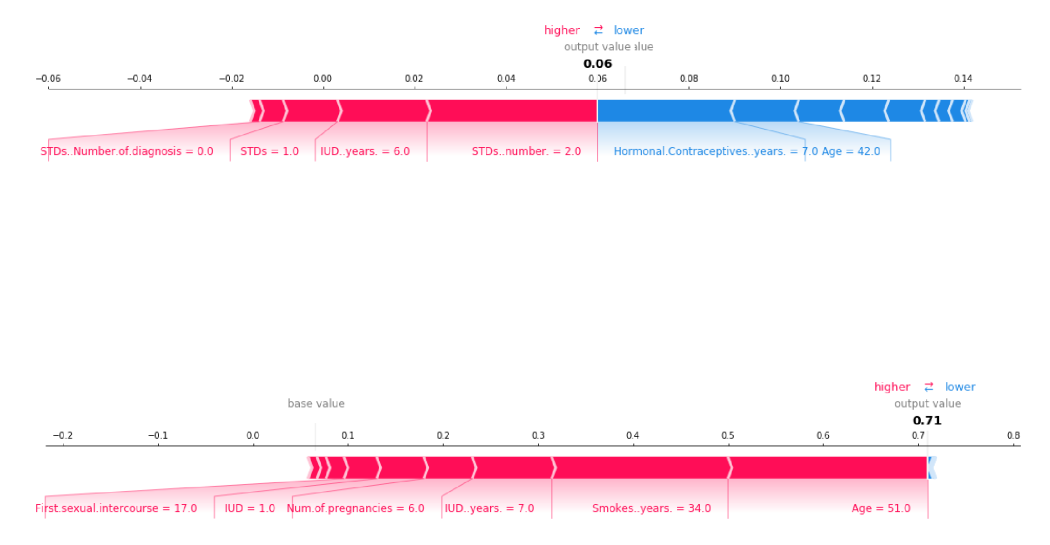 higher ⇄ lower
output value alue
0.06
−0.06 −0.04 −0.02 0.00 0.02 0.04 0.06 0.08 0.10 0.12 0.14
STDs..Number.of.diagnosis = 0.0 STDs = 1.0 IUD..years. = 6.0 STDs..number. = 2.0 Hormonal.Contraceptives..years. = 7.0 Age = 42.0
higher ⇄ lower
base value output value
0.71
−0.2 −0.1 0.0 0.1 0.2 0.3 0.4 0.5 0.6 0.7 0.8
First.sexual.intercourse = 17.0 IUD = 1.0 Num.of.pregnancies = 6.0 IUD..years. = 7.0 Smokes..years. = 34.0 Age = 51.0